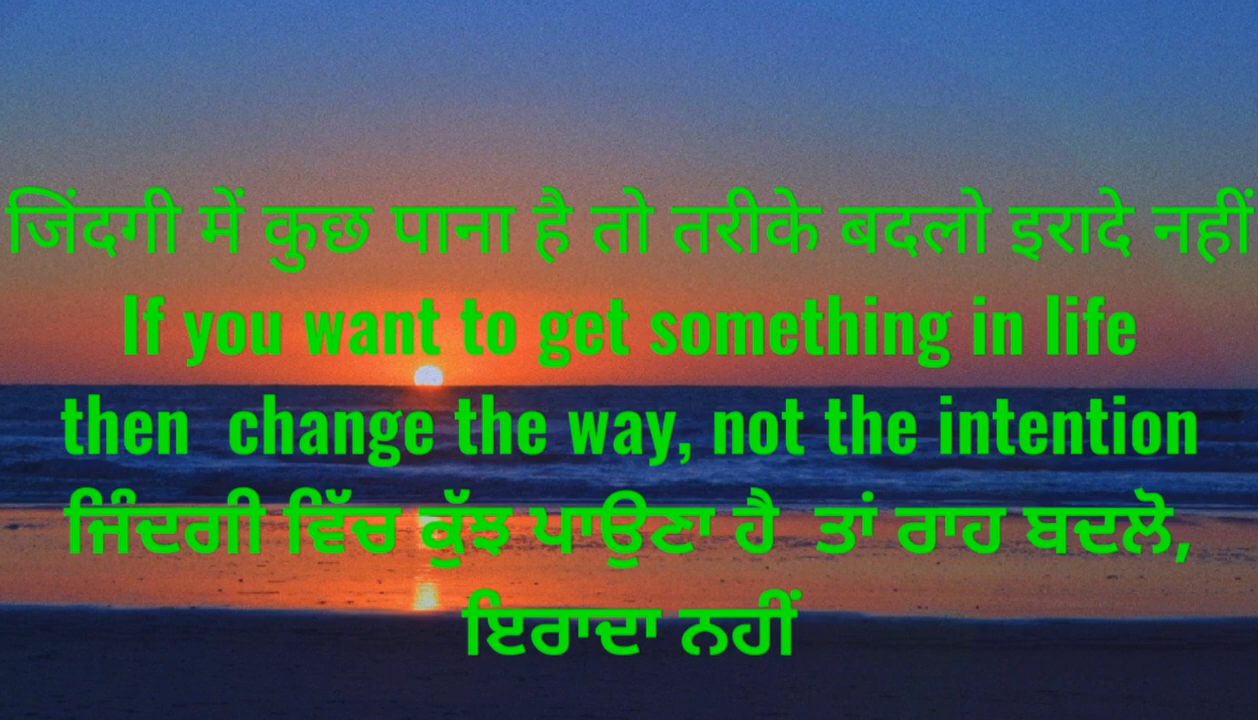 जिंदगी में कुछ पाना है तो तरीके बदलो इरादे नहीं
If you want to get something in life
then  change the way, not the intention
ਜਿੰਦਗੀ ਵਿੱਚ ਕੁੱਝ ਪਾਉਣਾ ਹੈ  ਤਾਂ ਰਾਹ ਬਦਲੋ,
ਇਰਾਦਾ ਨਹੀਂ